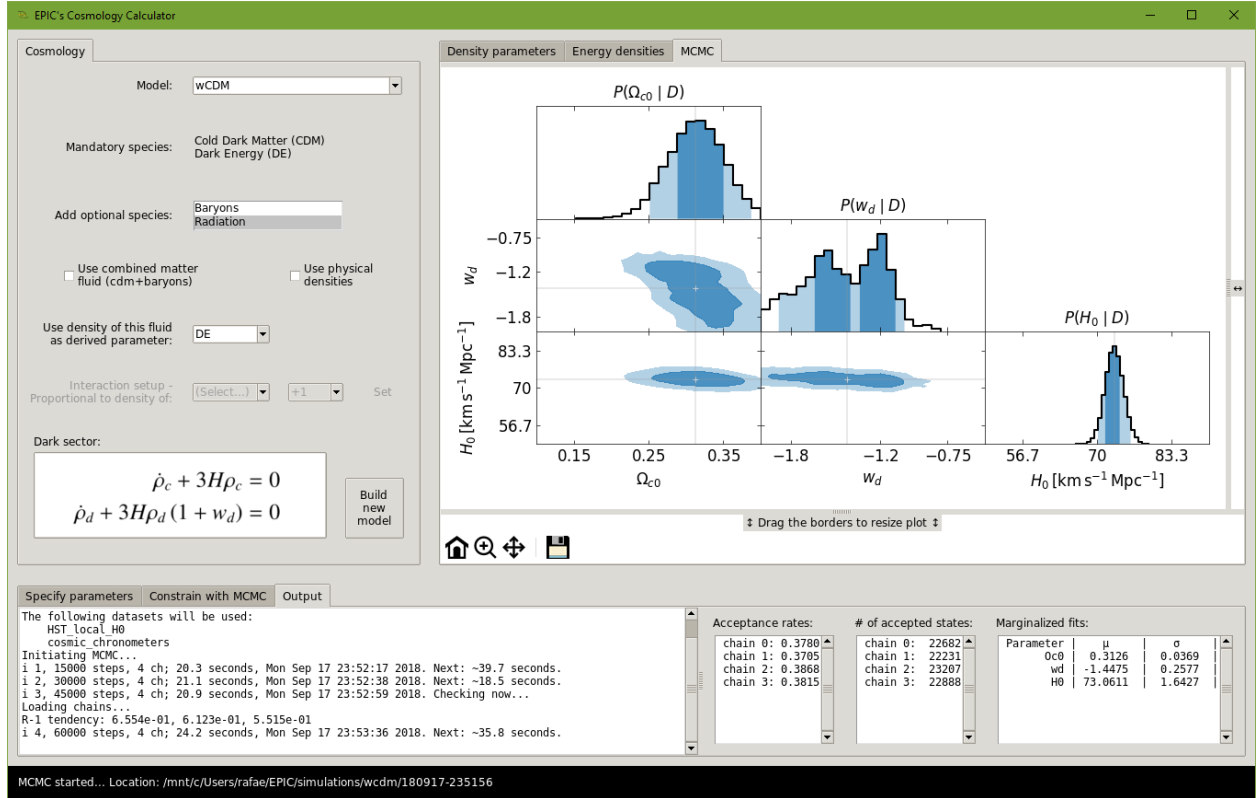 EPIC's Cosmology Calculator
Cosmology
Model:
wCDM
Mandatory species:
Cold Dark Matter (CDM)
Dark Energy (DE)
Add optional species:
Baryons
Radiation
Use combined matter
fluid (cdm+baryons)
Use physical
densities
Use density of this fluid
as derived parameter:
DE
Interaction setup -
Proportional to density of:
(Select...)
+1
Set
Dark sector:
ρ̇_c + 3Hρ_c = 0
ρ̇_d + 3Hρ_d (1 + w_d) = 0
Build
new
model
Density parameters
Energy densities
MCMC
P(Ω_c0 | D)
P(w_d | D)
P(H_0 | D)
−0.75
−1.2
−1.8
w_d
83.3
70
56.7
H_0 [km s⁻¹ Mpc⁻¹]
0.15 0.25 0.35
Ω_c0
−1.8 −1.2 −0.75
w_d
56.7 70 83.3
H_0 [km s⁻¹ Mpc⁻¹]
↔
↕ Drag the borders to resize plot ↕
Specify parameters
Constrain with MCMC
Output
The following datasets will be used:
HST_local_H0
cosmic_chronometers
Initiating MCMC...
i 1, 15000 steps, 4 ch; 20.3 seconds, Mon Sep 17 23:52:17 2018. Next: ~39.7 seconds.
i 2, 30000 steps, 4 ch; 21.1 seconds, Mon Sep 17 23:52:38 2018. Next: ~18.5 seconds.
i 3, 45000 steps, 4 ch; 20.9 seconds, Mon Sep 17 23:52:59 2018. Checking now...
Loading chains...
R-1 tendency: 6.554e-01, 6.123e-01, 5.515e-01
i 4, 60000 steps, 4 ch; 24.2 seconds, Mon Sep 17 23:53:36 2018. Next: ~35.8 seconds.
Acceptance rates:
chain 0: 0.3780
chain 1: 0.3705
chain 2: 0.3868
chain 3: 0.3815
# of accepted states:
chain 0: 22682
chain 1: 22231
chain 2: 23207
chain 3: 22888
Marginalized fits:
Parameter | μ | σ |
Oc0 | 0.3126 | 0.0369 |
wd | -1.4475 | 0.2577 |
H0 | 73.0611 | 1.6427 |
MCMC started... Location: /mnt/c/Users/rafae/EPIC/simulations/wcdm/180917-235156